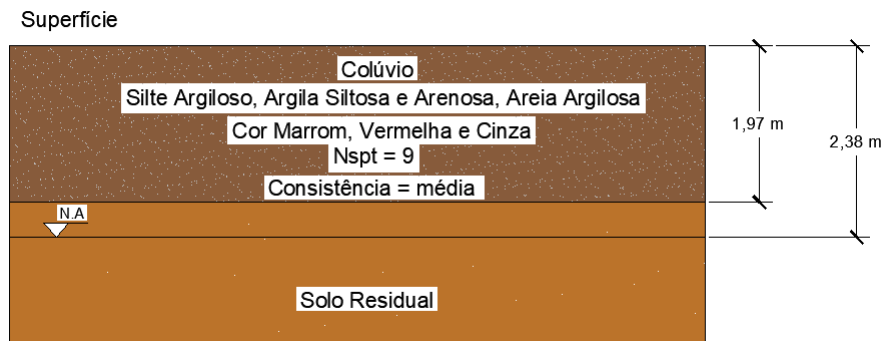 Superfície
Colúvio
Silte Argiloso, Argila Siltosa e Arenosa, Areia Argilosa
Cor Marrom, Vermelha e Cinza
Nspt = 9
Consistência = média
1,97 m
2,38 m
N.A
Solo Residual